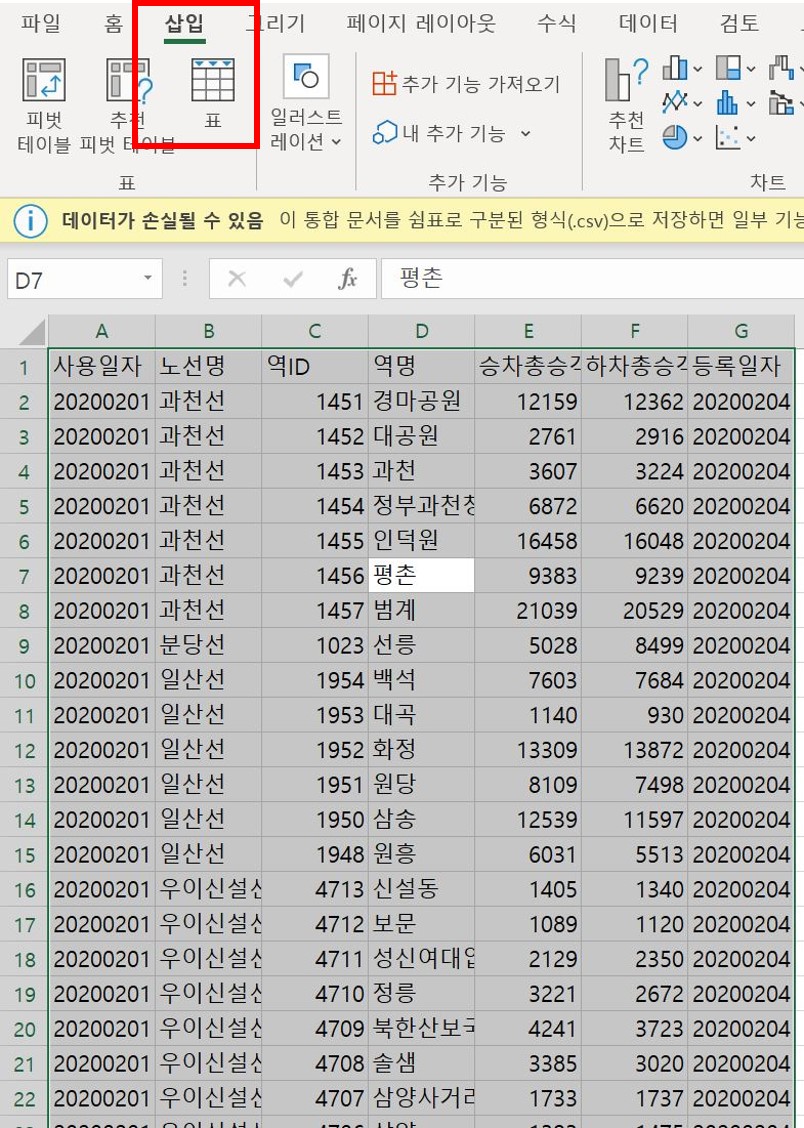 파일 홈 삽입 그리기 페이지 레이아웃 수식 데이터 검토
피벗 테이블 추천 피벗 테이블 표 일러스트레이션 추가 기능 가져오기 내 추가 기능 추천 차트
표 추가 기능 차트
데이터가 손실될 수 있음 이 통합 문서를 쉼표로 구분된 형식(.csv)으로 저장하면 일부 기능
D7 fx 평촌
A B C D E F G
1 사용일자 노선명 역ID 역명 승차총승 하차총승 등록일자
2 20200201 과천선 1451 경마공원 12159 12362 20200204
3 20200201 과천선 1452 대공원 2761 2916 20200204
4 20200201 과천선 1453 과천 3607 3224 20200204
5 20200201 과천선 1454 정부과천청 6872 6620 20200204
6 20200201 과천선 1455 인덕원 16458 16048 20200204
7 20200201 과천선 1456 평촌 9383 9239 20200204
8 20200201 과천선 1457 범계 21039 20529 20200204
9 20200201 분당선 1023 선릉 5028 8499 20200204
10 20200201 일산선 1954 백석 7603 7684 20200204
11 20200201 일산선 1953 대곡 1140 930 20200204
12 20200201 일산선 1952 화정 13309 13872 20200204
13 20200201 일산선 1951 원당 8109 7498 20200204
14 20200201 일산선 1950 삼송 12539 11597 20200204
15 20200201 일산선 1948 원흥 6031 5513 20200204
16 20200201 우이신설선 4713 신설동 1405 1340 20200204
17 20200201 우이신설선 4712 보문 1089 1120 20200204
18 20200201 우이신설선 4711 성신여대입 2129 2350 20200204
19 20200201 우이신설선 4710 정릉 3221 2672 20200204
20 20200201 우이신설선 4709 북한산보국 4241 3723 20200204
21 20200201 우이신설선 4708 솔샘 3385 3020 20200204
22 20200201 우이신설선 4707 삼양사거리 1733 1737 20200204